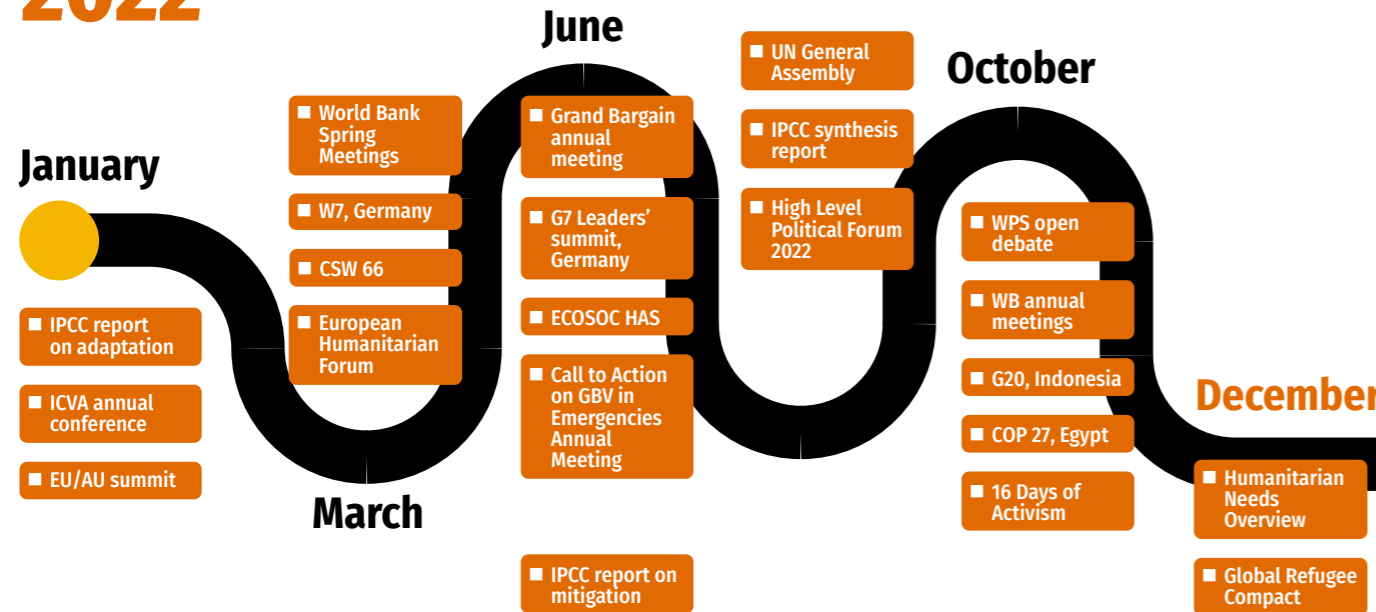 2022
January
IPCC report
on adaptation
ICVA annual
conference
EU/AU summit
World Bank
Spring
Meetings
W7, Germany
CSW 66
European
Humanitarian
Forum
March
June
Grand Bargain
annual
meeting
G7 Leaders’
summit,
Germany
ECOSOC HAS
Call to Action
on GBV in
Emergencies
Annual
Meeting
IPCC report on
mitigation
UN General
Assembly
IPCC synthesis
report
High Level
Political Forum
2022
October
WPS open
debate
WB annual
meetings
G20, Indonesia
COP 27, Egypt
16 Days of
Activism
December
Humanitarian
Needs
Overview
Global Refugee
Compact